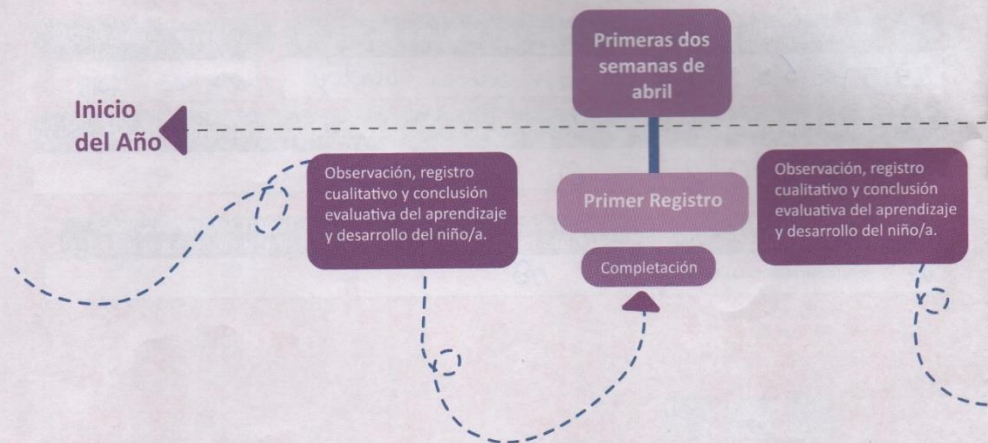 Inicio
del Año
Observación, registro
cualitativo y conclusión
evaluativa del aprendizaje
y desarrollo del niño/a.
Primeras dos
semanas de
abril
Primer Registro
Completación
Observación, registro
cualitativo y conclusión
evaluativa del aprendizaje
y desarrollo del niño/a.